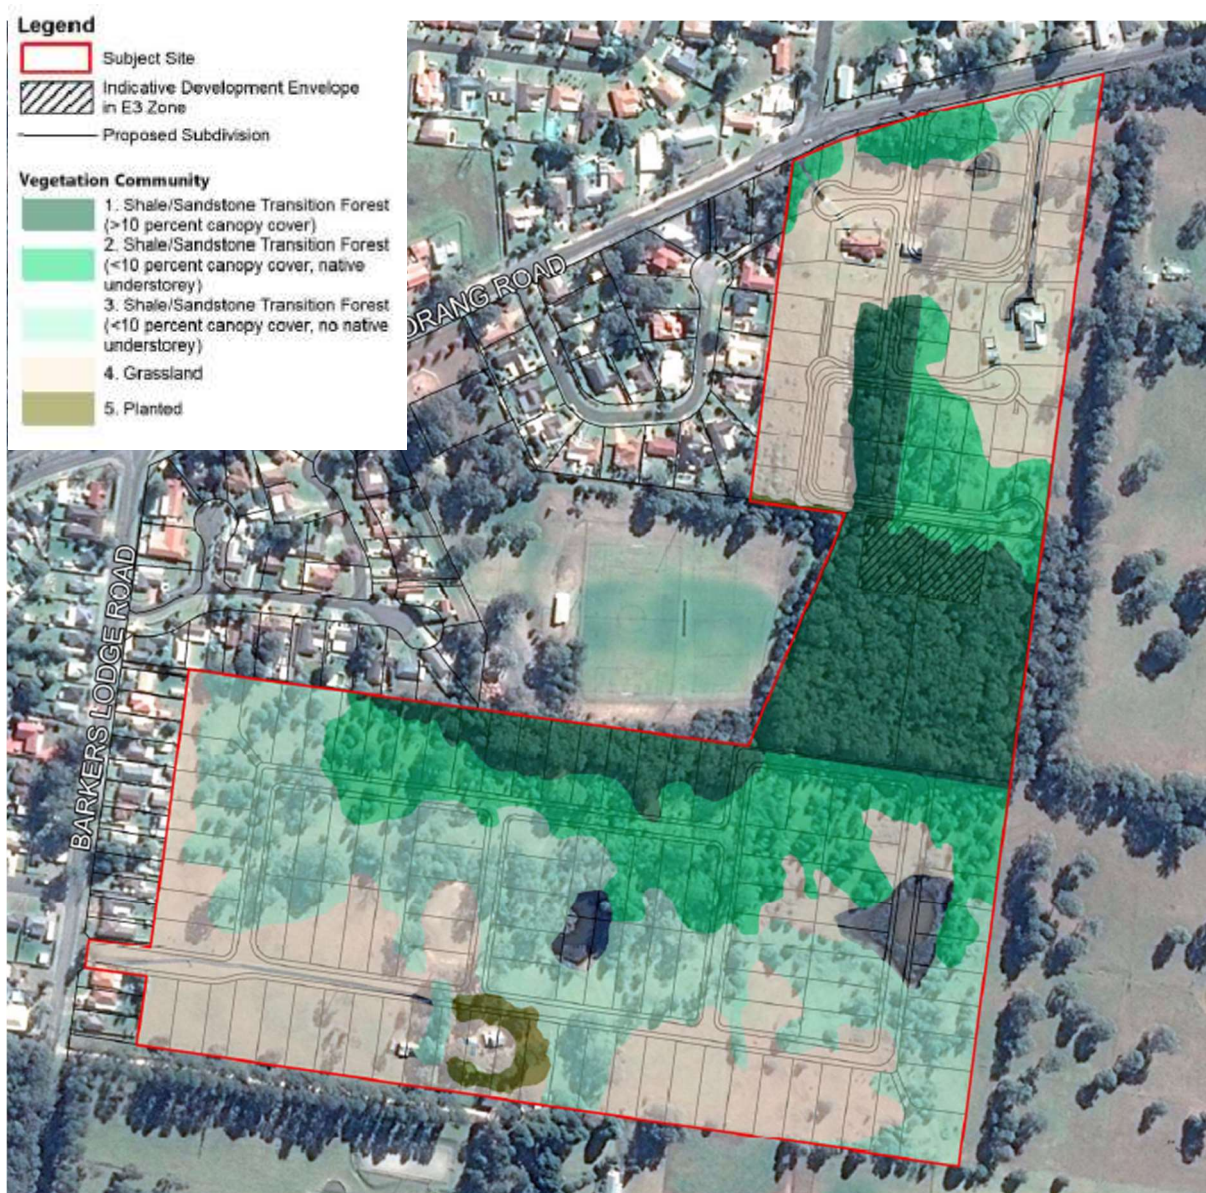 Legend
Subject Site
Indicative Development Envelope
in E3 Zone
Proposed Subdivision
Vegetation Community
1. Shale/Sandstone Transition Forest
(>10 percent canopy cover)
2. Shale/Sandstone Transition Forest
(<10 percent canopy cover, native
understorey)
3. Shale/Sandstone Transition Forest
(<10 percent canopy cover, no native
understorey)
4. Grassland
5. Planted
ORANG ROAD
BARKERS LODGE ROAD